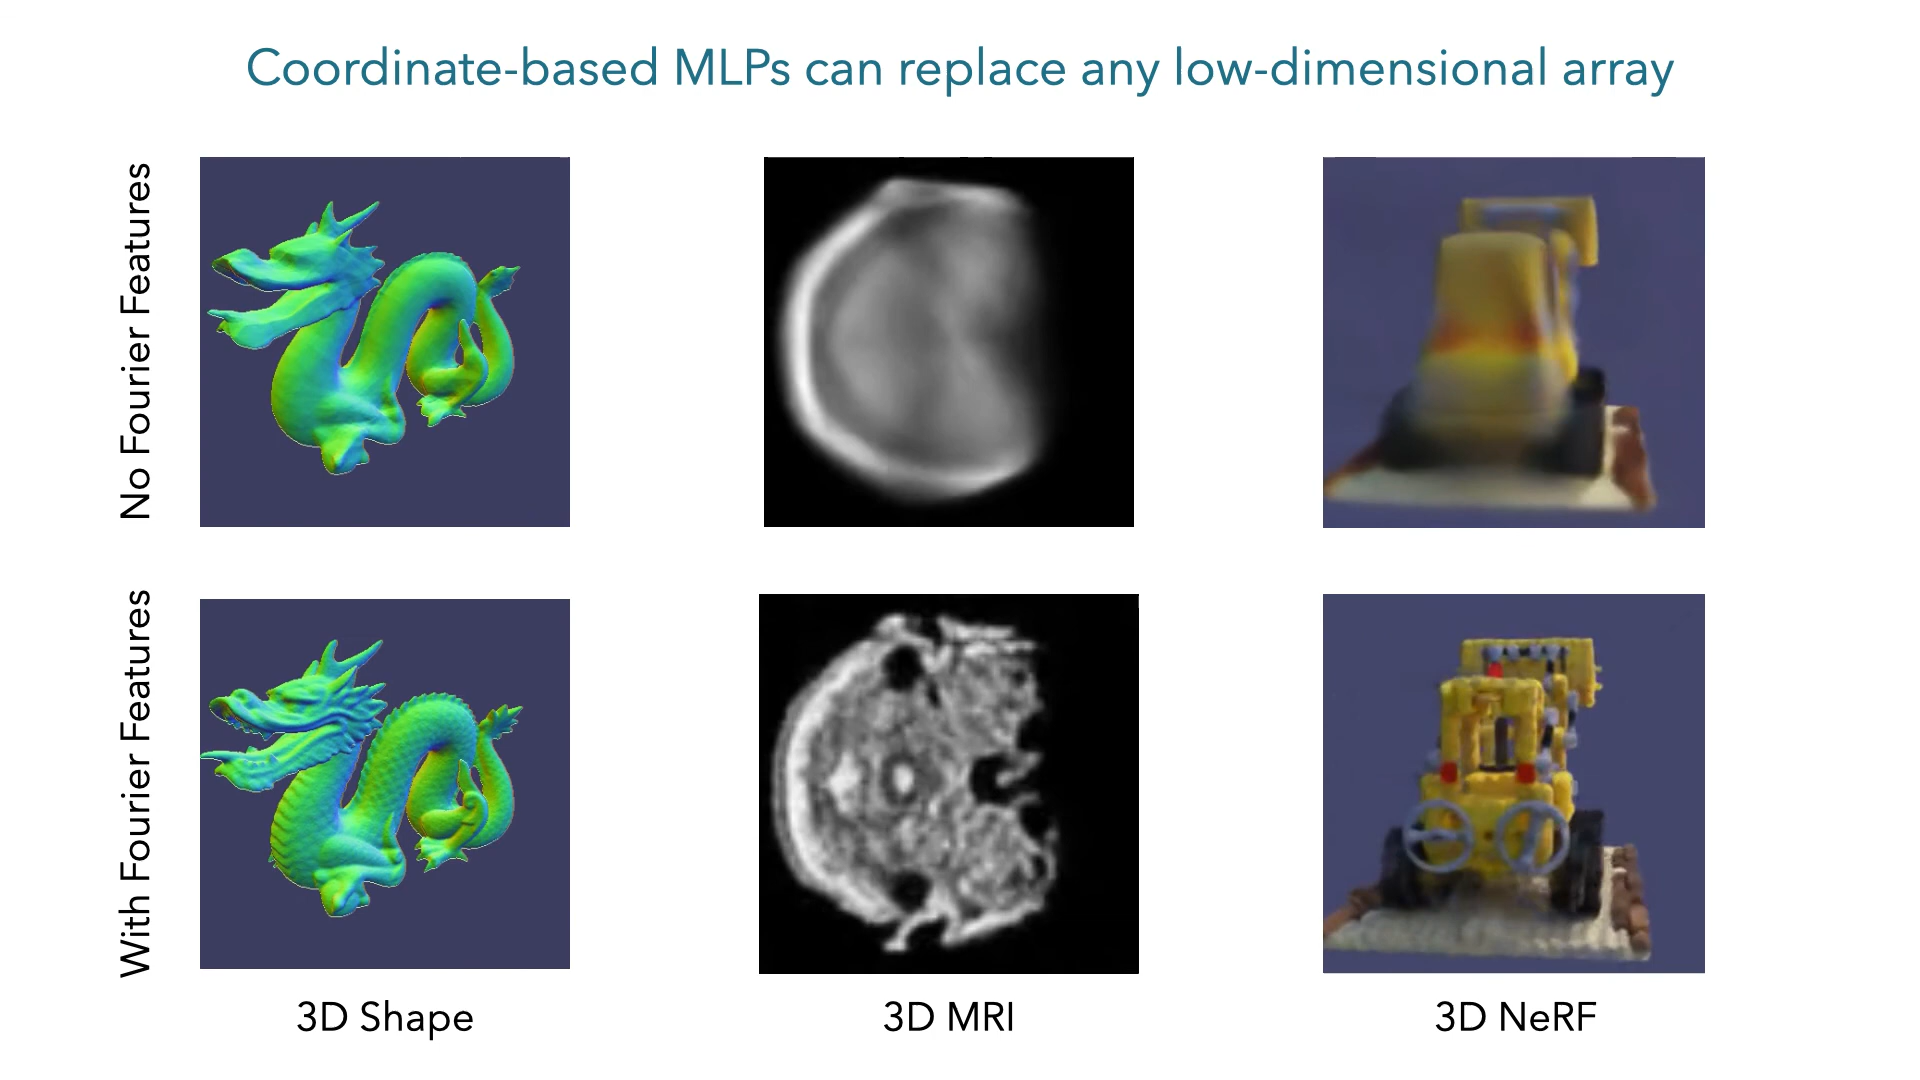 Coordinate-based MLPs can replace any low-dimensional array
No Fourier Features
With Fourier Features
3D Shape
3D MRI
3D NeRF